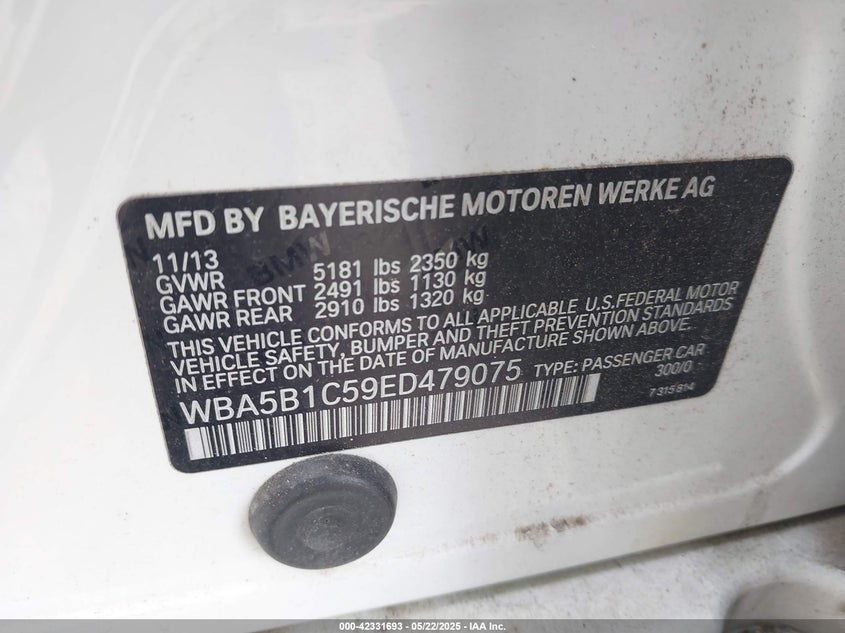 MFD BY BAYERISCHE MOTOREN WERKE AG
11/13
GVWR 5181 lbs 2350 kg
GAWR FRONT 2491 lbs 1130 kg
GAWR REAR 2910 lbs 1320 kg
THIS VEHICLE CONFORMS TO ALL APPLICABLE U.S.FEDERAL MOTOR
VEHICLE SAFETY, BUMPER AND THEFT PREVENTION STANDARDS
IN EFFECT ON THE DATE OF MANUFACTURE SHOWN ABOVE.
WBA5B1C59ED479075 TYPE: PASSENGER CAR
300/0
7 315 814
000-42331693 - 05/22/2025 - IAA Inc.